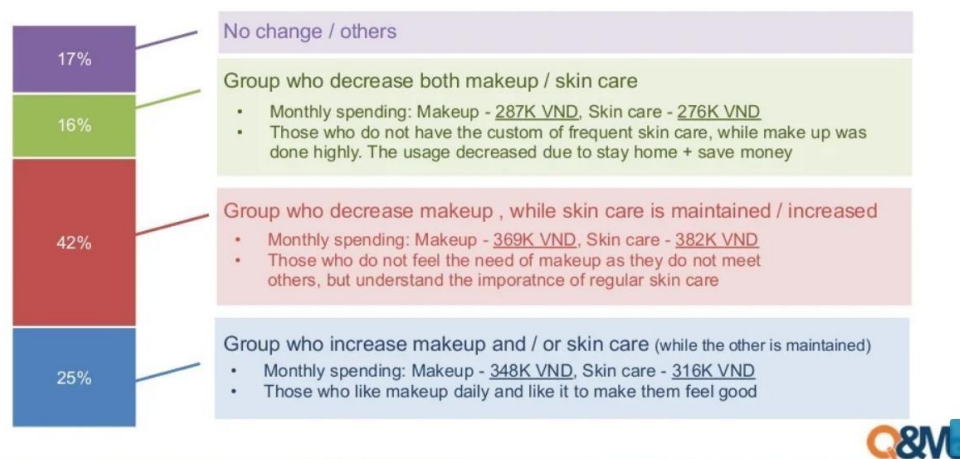 17%
No change / others
16%
Group who decrease both makeup / skin care
• Monthly spending: Makeup - 287K VND, Skin care - 276K VND
• Those who do not have the custom of frequent skin care, while make up was
done highly. The usage decreased due to stay home + save money
42%
Group who decrease makeup , while skin care is maintained / increased
• Monthly spending: Makeup - 369K VND, Skin care - 382K VND
• Those who do not feel the need of makeup as they do not meet
others, but understand the imporatnce of regular skin care
25%
Group who increase makeup and / or skin care (while the other is maintained)
• Monthly spending: Makeup - 348K VND, Skin care - 316K VND
• Those who like makeup daily and like it to make them feel good
Q&M